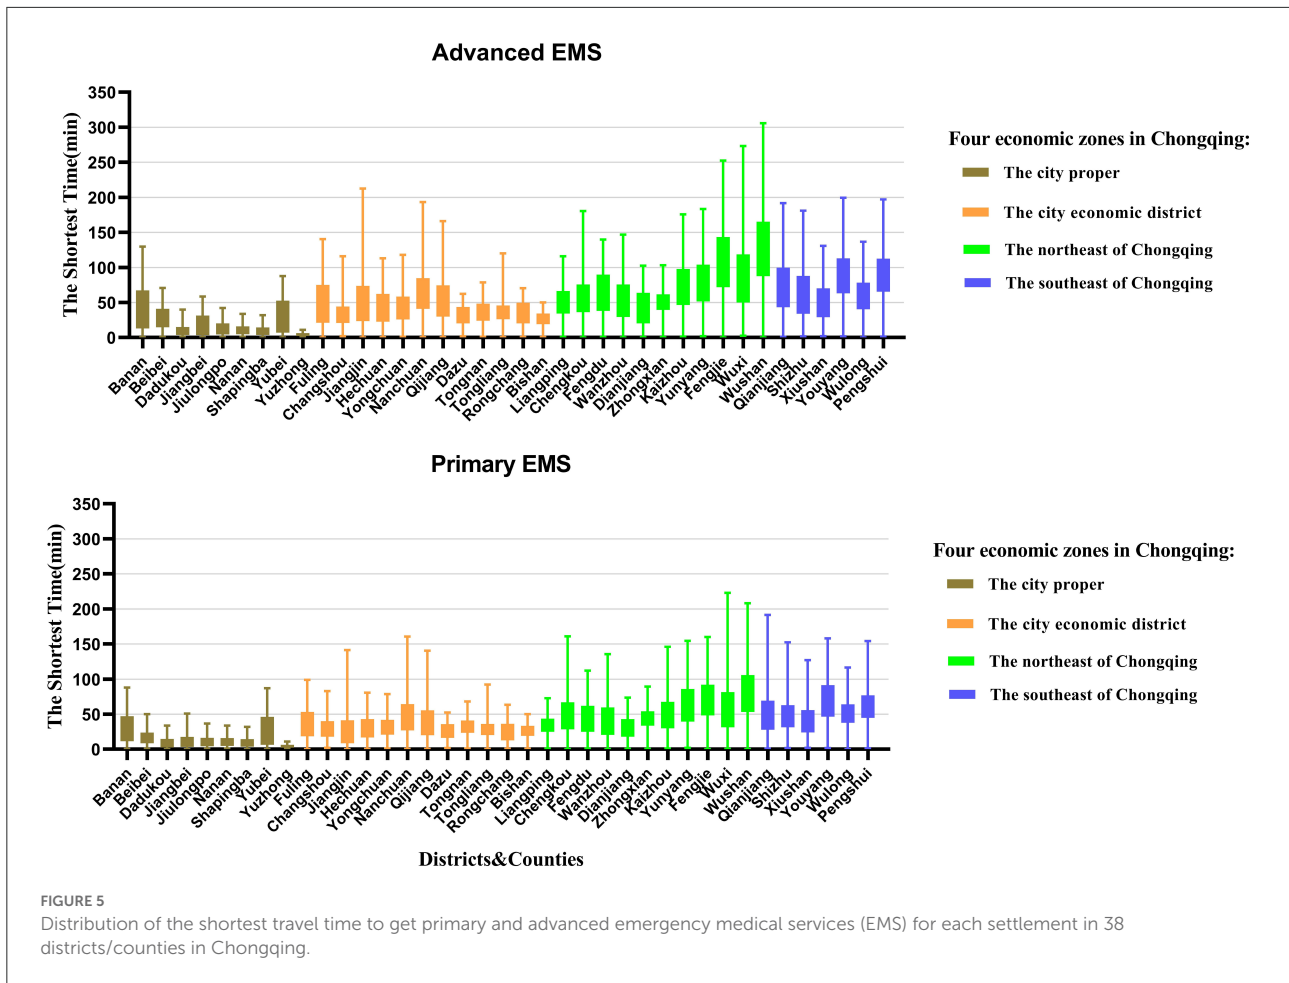 Advanced EMS
The Shortest Time(min)
350
300
250
200
150
100
50
0
Banan
Beibei
Dadukou
Jiangbei
Jiulongpo
Nanan
Shapingba
Yubei
Yuzhong
Fuling
Changshou
Jiangjin
Hechuan
Yongchuan
Nanchuan
Qijiang
Dazu
Tongnan
Tongliang
Rongchang
Bishan
Liangping
Chengkou
Fengdu
Wanzhou
Dianjiang
Zhongxian
Kaizhou
Yunyang
Fengjie
Wuxi
Wushan
Qianjiang
Shizhu
Xiushan
Youyang
Wulong
Pengshui
Four economic zones in Chongqing:
The city proper
The city economic district
The northeast of Chongqing
The southeast of Chongqing
Primary EMS
The Shortest Time(min)
350
300
250
200
150
100
50
0
Banan
Beibei
Dadukou
Jiangbei
Jiulongpo
Nanan
Shapingba
Yubei
Yuzhong
Fuling
Changshou
Jiangjin
Hechuan
Yongchuan
Nanchuan
Qijiang
Dazu
Tongnan
Tongliang
Rongchang
Bishan
Liangping
Chengkou
Fengdu
Wanzhou
Dianjiang
Zhongxian
Kaizhou
Yunyang
Fengjie
Wuxi
Wushan
Qianjiang
Shizhu
Xiushan
Youyang
Wulong
Pengshui
Districts&Counties
Four economic zones in Chongqing:
The city proper
The city economic district
The northeast of Chongqing
The southeast of Chongqing
FIGURE 5
Distribution of the shortest travel time to get primary and advanced emergency medical services (EMS) for each settlement in 38
districts/counties in Chongqing.